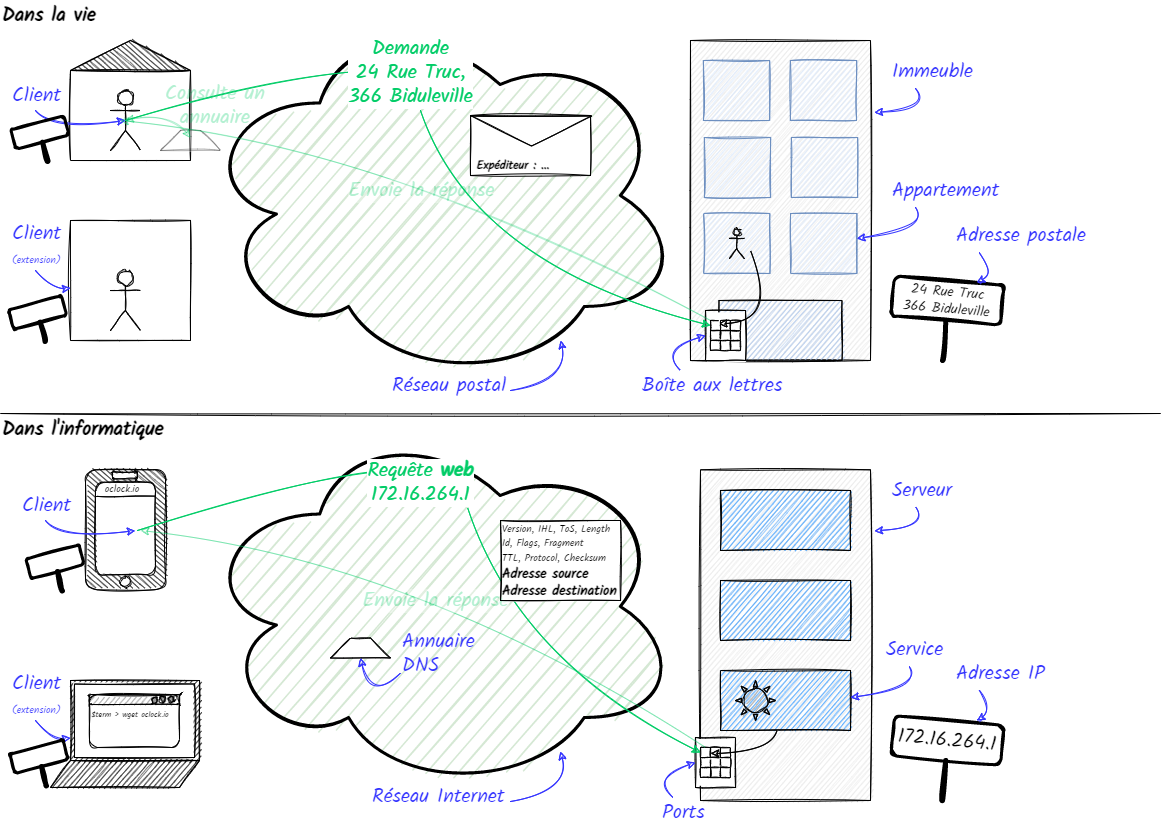 Dans la vie
Client
Consulte un
annuaire
Demande
24 Rue Truc,
366 Biduleville
Expéditeur : ...
Envoie la réponse
Immeuble
Appartement
Adresse postale
24 Rue Truc
366 Biduleville
Client
(extension)
Réseau postal
Boîte aux lettres
Dans l'informatique
Client
oclock.io
Requête web
172.16.264.1
Version, IHL, ToS, Length
Id, Flags, Fragment
TTL, Protocol, Checksum
Adresse source
Adresse destination
Envoie la réponse
Annuaire
DNS
Serveur
Service
Adresse IP
172.16.264.1
Client
(extension)
$term > wget oclock.io
Réseau Internet
Ports